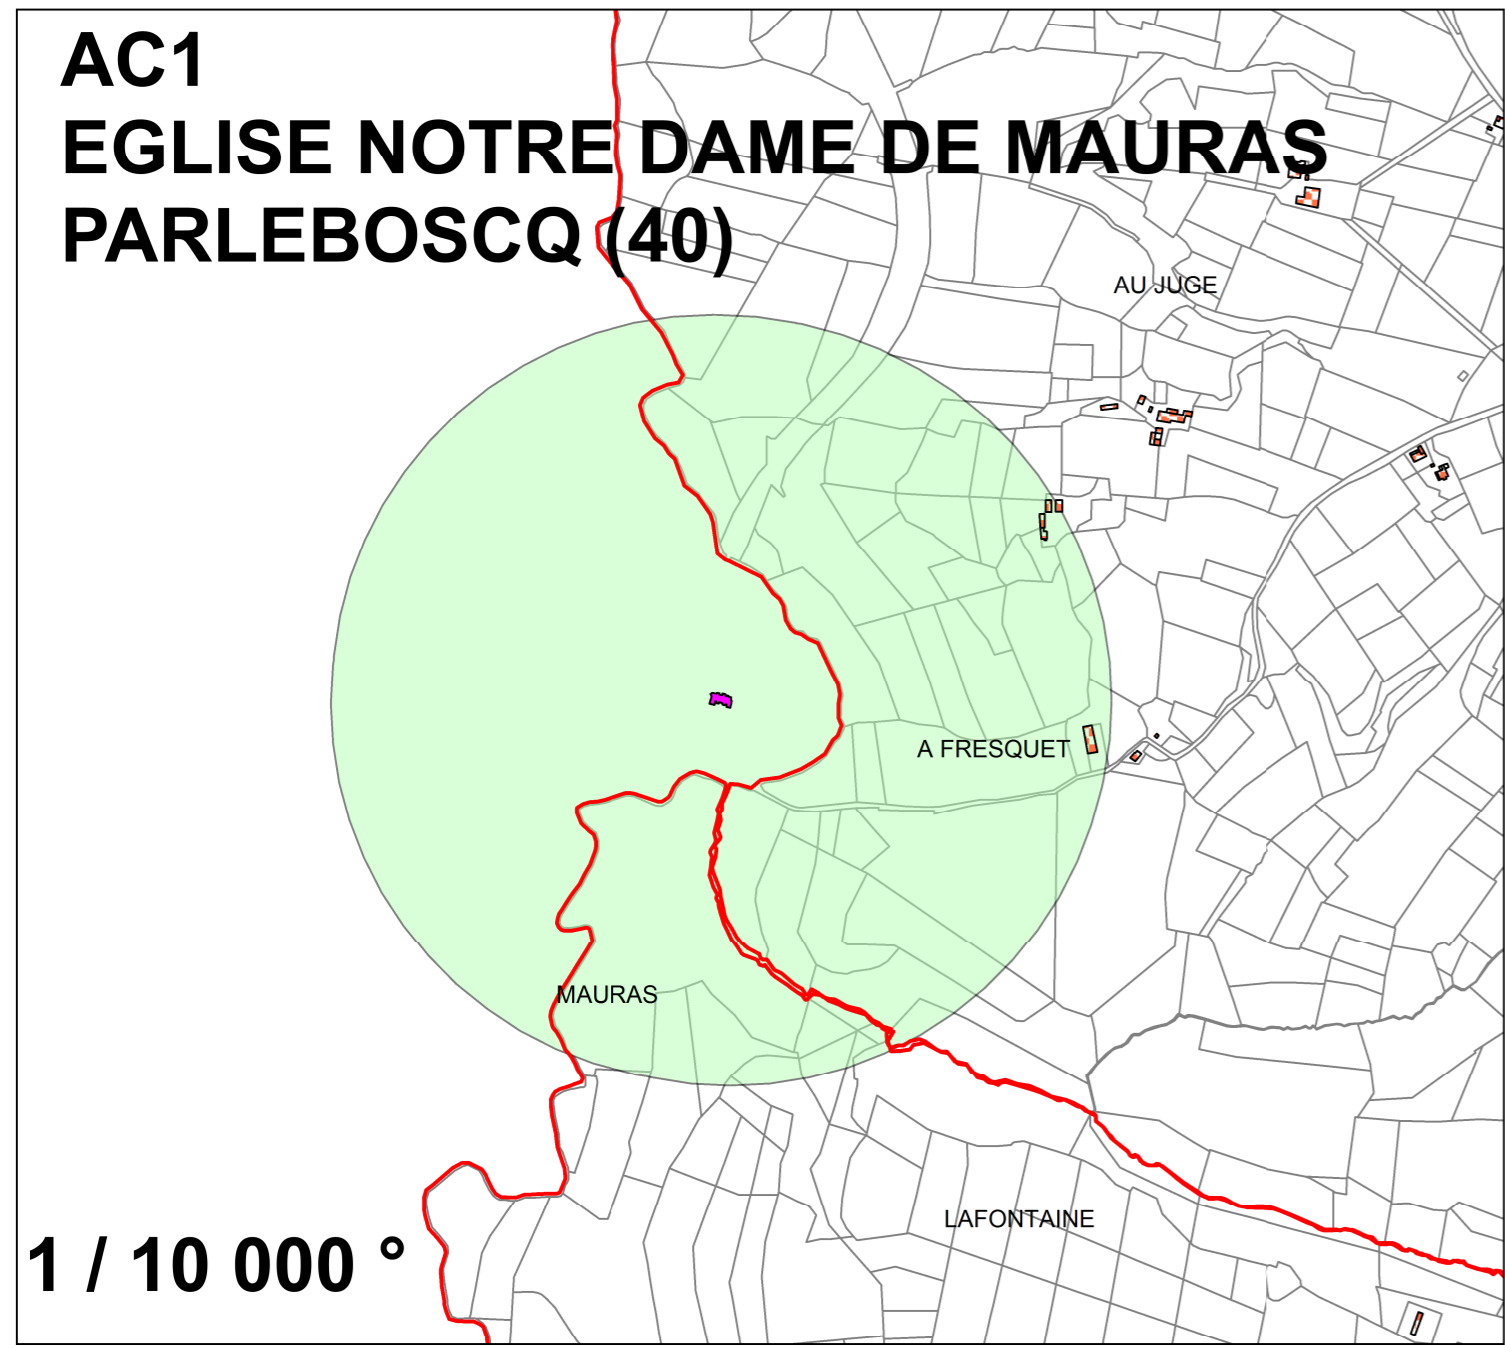 AC1
EGLISE NOTRE DAME DE MAURAS
PARLEBOSCQ (40)
AU JUGE
A FRESQUET
MAURAS
LAFONTAINE
1 / 10 000 °